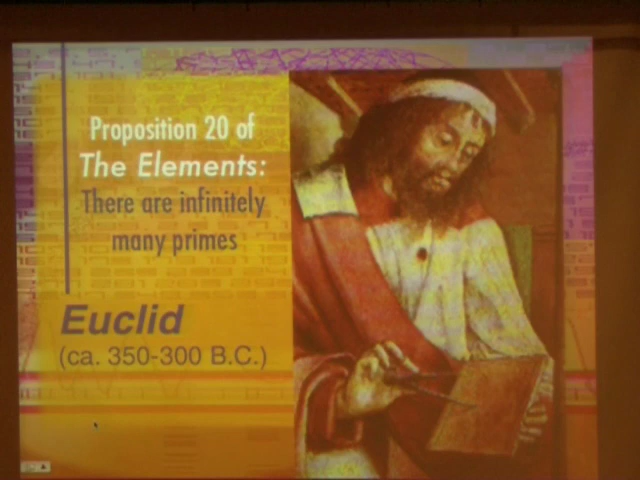 Proposition 20 of
The Elements:
There are infinitely
many primes
Euclid
(ca. 350-300 B.C.)